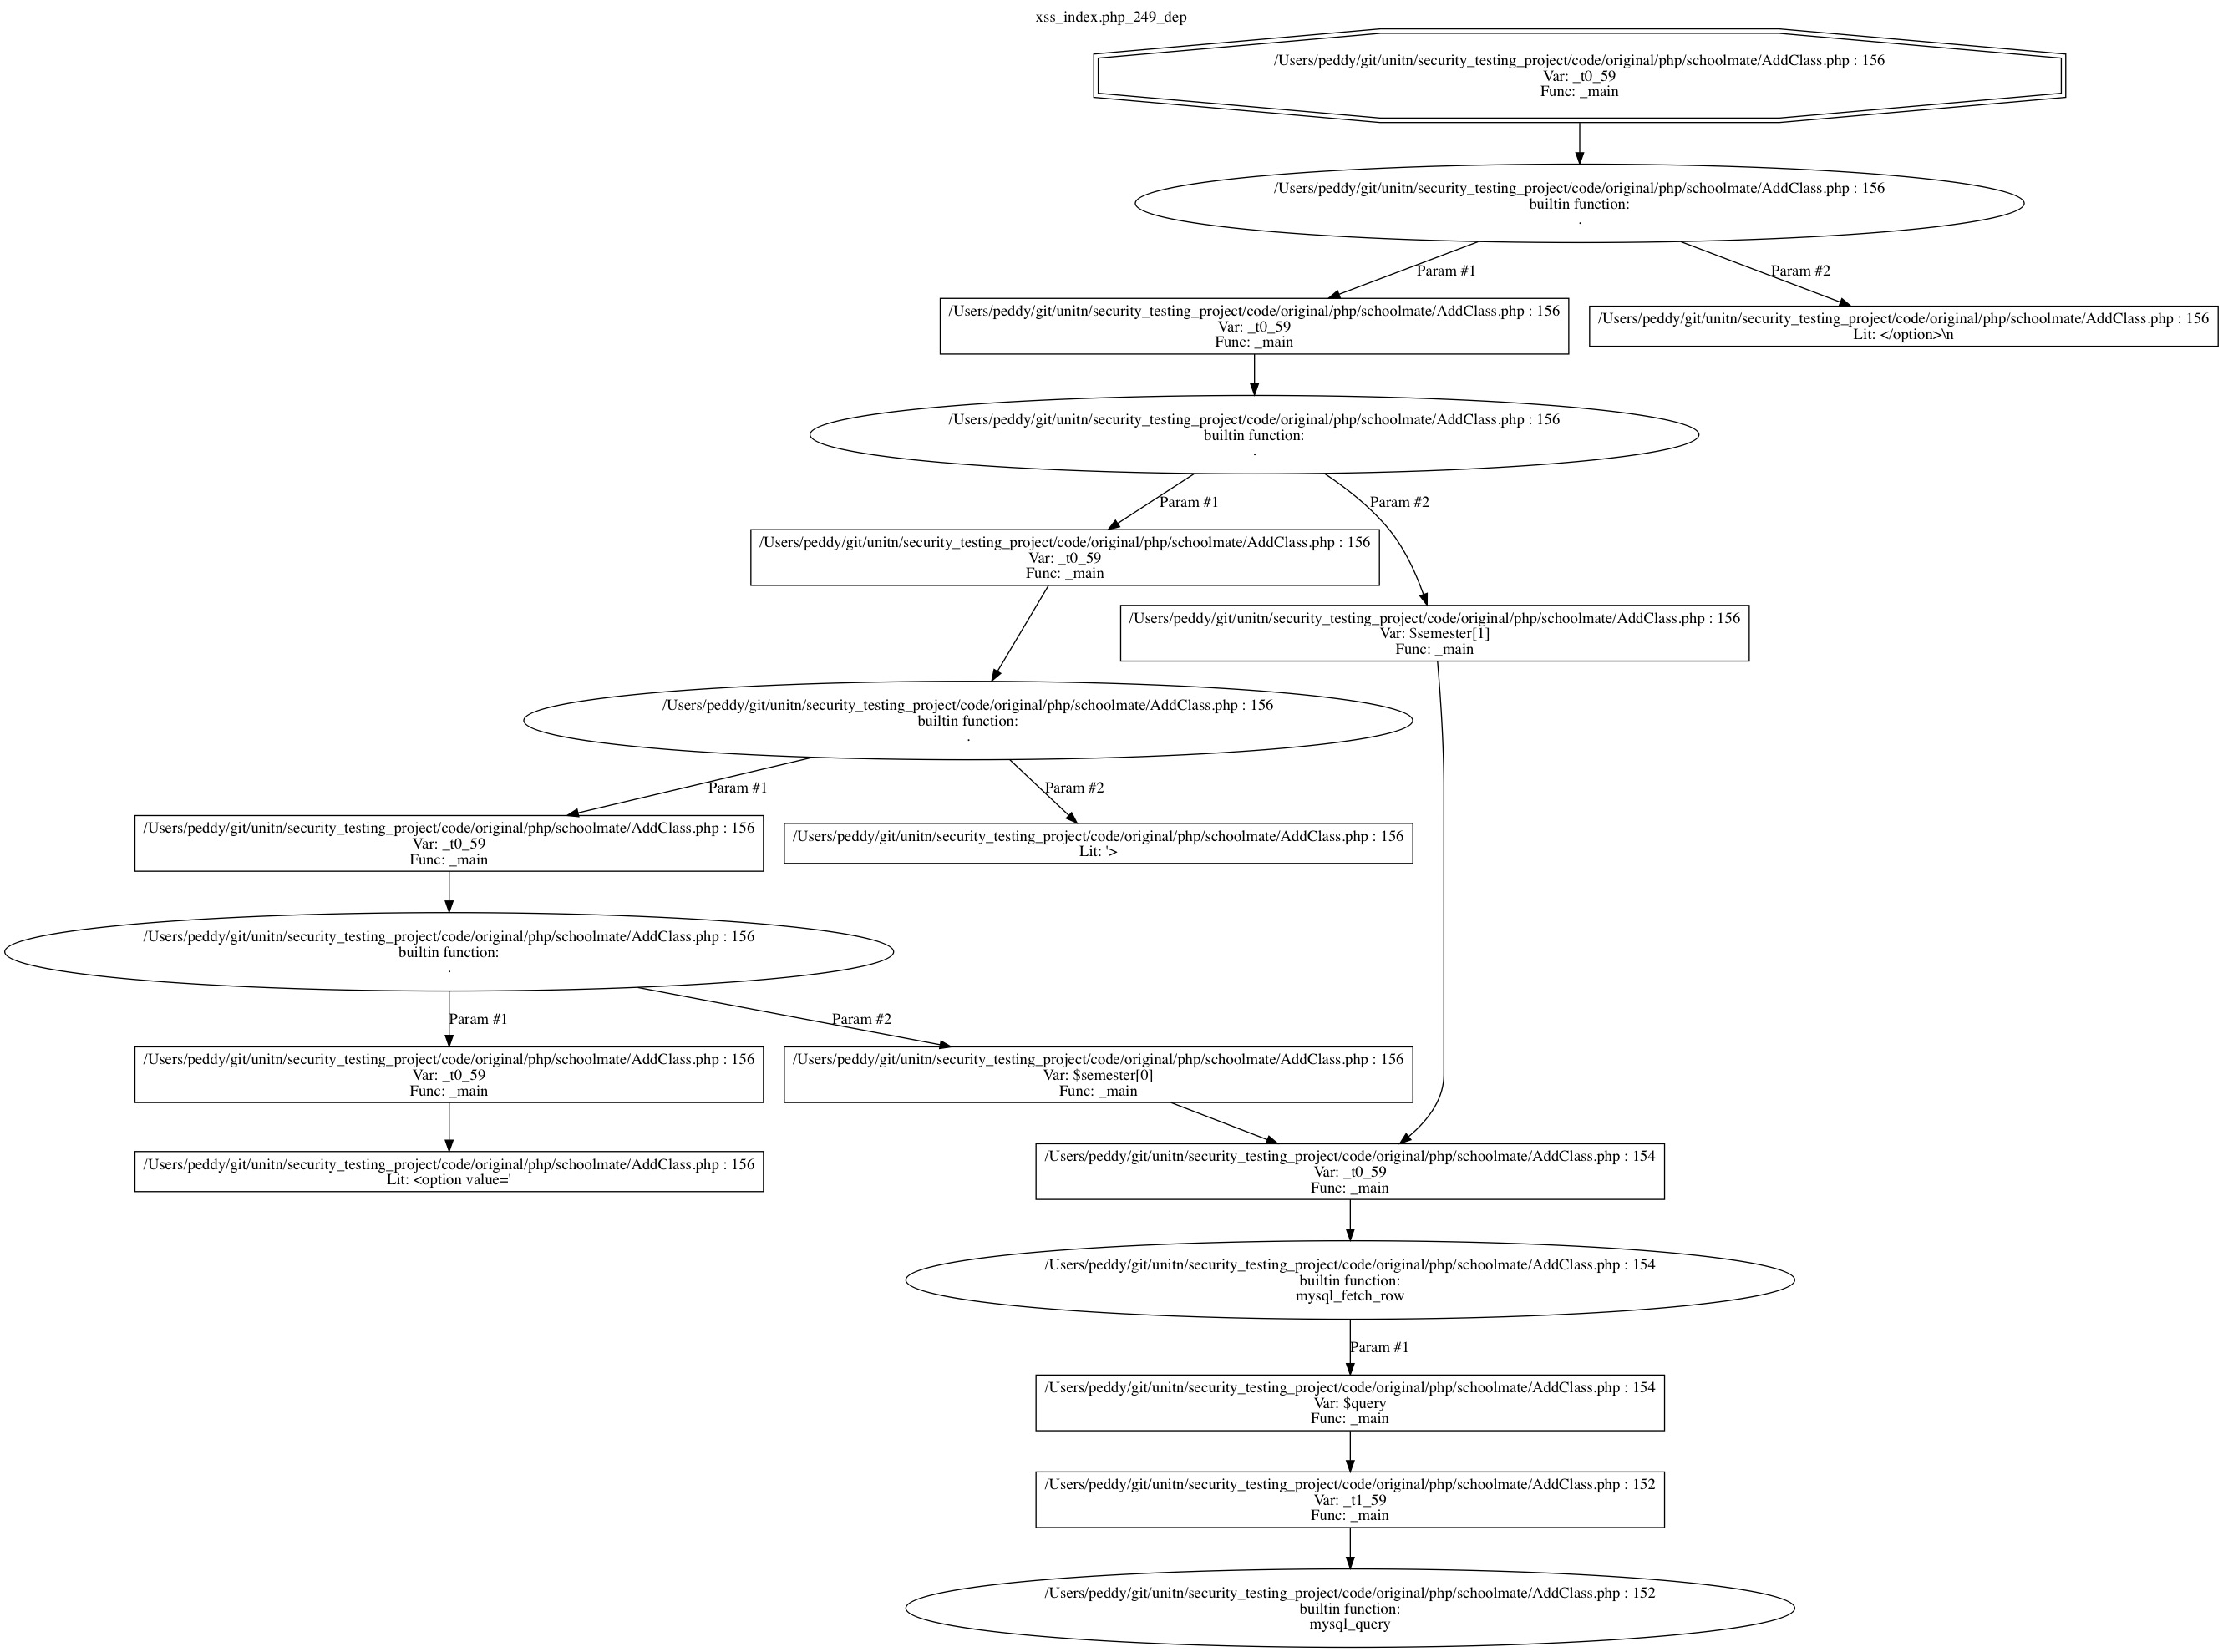 xss_index.php_249_dep
/Users/peddy/git/unitn/security_testing_project/code/original/php/schoolmate/AddClass.php : 156
Var: _t0_59
Func: _main
/Users/peddy/git/unitn/security_testing_project/code/original/php/schoolmate/AddClass.php : 156
builtin function:
.
Param #1
Param #2
/Users/peddy/git/unitn/security_testing_project/code/original/php/schoolmate/AddClass.php : 156
Var: _t0_59
Func: _main
/Users/peddy/git/unitn/security_testing_project/code/original/php/schoolmate/AddClass.php : 156
Lit: </option>\n
/Users/peddy/git/unitn/security_testing_project/code/original/php/schoolmate/AddClass.php : 156
builtin function:
.
Param #1
Param #2
/Users/peddy/git/unitn/security_testing_project/code/original/php/schoolmate/AddClass.php : 156
Var: _t0_59
Func: _main
/Users/peddy/git/unitn/security_testing_project/code/original/php/schoolmate/AddClass.php : 156
Var: $semester[1]
Func: _main
/Users/peddy/git/unitn/security_testing_project/code/original/php/schoolmate/AddClass.php : 156
builtin function:
.
Param #1
Param #2
/Users/peddy/git/unitn/security_testing_project/code/original/php/schoolmate/AddClass.php : 156
Var: _t0_59
Func: _main
/Users/peddy/git/unitn/security_testing_project/code/original/php/schoolmate/AddClass.php : 156
Lit: '>
/Users/peddy/git/unitn/security_testing_project/code/original/php/schoolmate/AddClass.php : 156
builtin function:
.
Param #1
Param #2
/Users/peddy/git/unitn/security_testing_project/code/original/php/schoolmate/AddClass.php : 156
Var: _t0_59
Func: _main
/Users/peddy/git/unitn/security_testing_project/code/original/php/schoolmate/AddClass.php : 156
Var: $semester[0]
Func: _main
/Users/peddy/git/unitn/security_testing_project/code/original/php/schoolmate/AddClass.php : 156
Lit: <option value='
/Users/peddy/git/unitn/security_testing_project/code/original/php/schoolmate/AddClass.php : 154
Var: _t0_59
Func: _main
/Users/peddy/git/unitn/security_testing_project/code/original/php/schoolmate/AddClass.php : 154
builtin function:
mysql_fetch_row
Param #1
/Users/peddy/git/unitn/security_testing_project/code/original/php/schoolmate/AddClass.php : 154
Var: $query
Func: _main
/Users/peddy/git/unitn/security_testing_project/code/original/php/schoolmate/AddClass.php : 152
Var: _t1_59
Func: _main
/Users/peddy/git/unitn/security_testing_project/code/original/php/schoolmate/AddClass.php : 152
builtin function:
mysql_query